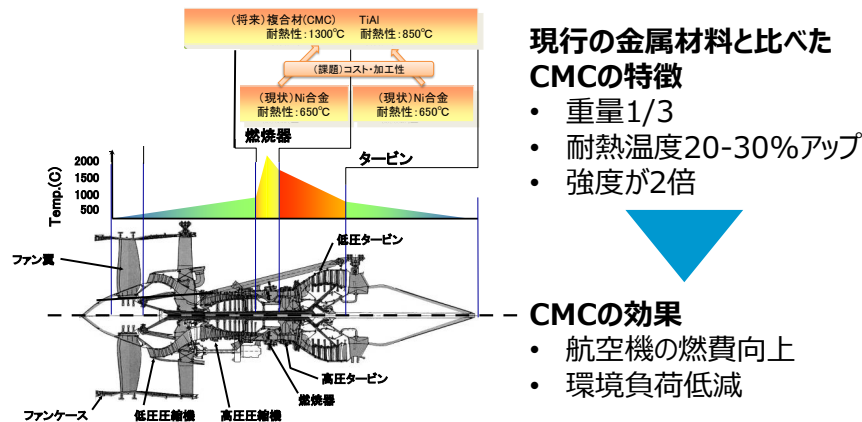 (将来)複合材(CMC) TiAl
耐熱性:1300℃ 耐熱性:850℃
(課題)コスト・加工性
(現状)Ni合金
耐熱性:650℃
(現状)Ni合金
耐熱性:650℃
燃焼器
タービン
Temp.(C)
2000
1500
1000
500
低圧タービン
ファン翼
高圧タービン
燃焼器
ファンケース
低圧圧縮機
高圧圧縮機
現行の金属材料と比べた
CMCの特徴
• 重量1/3
• 耐熱温度20-30%アップ
• 強度が2倍
CMCの効果
• 航空機の燃費向上
• 環境負荷低減